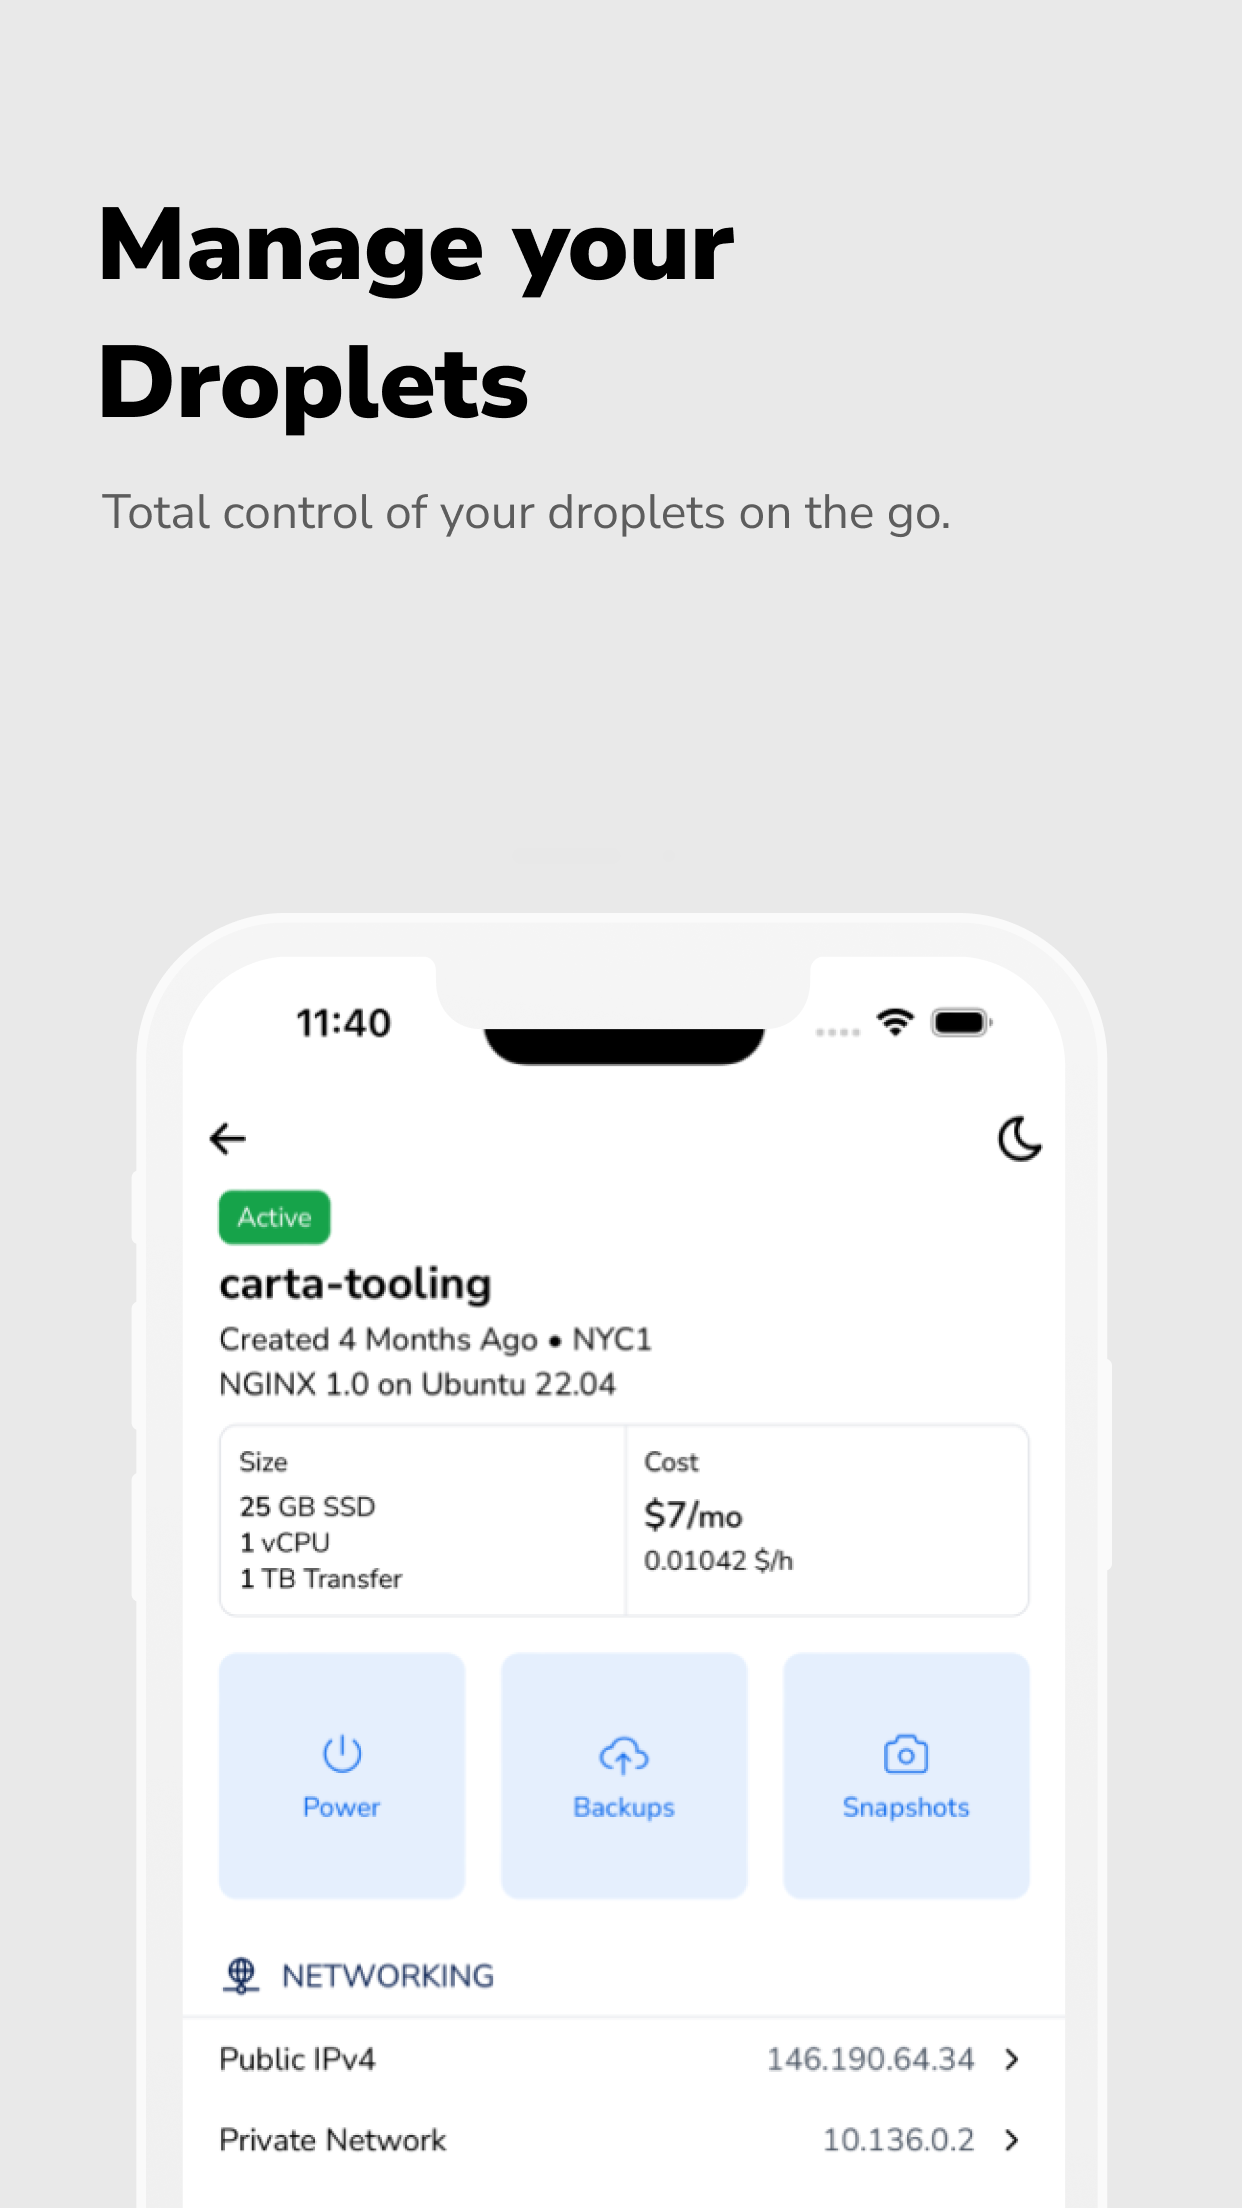 Manage your
Droplets
Total control of your droplets on the go.
11:40
Active
carta-tooling
Created 4 Months Ago • NYC1
NGINX 1.0 on Ubuntu 22.04
Size
25 GB SSD
1 vCPU
1 TB Transfer
Cost
$7/mo
0.01042 $/h
Power
Backups
Snapshots
NETWORKING
Public IPv4 146.190.64.34
Private Network 10.136.0.2